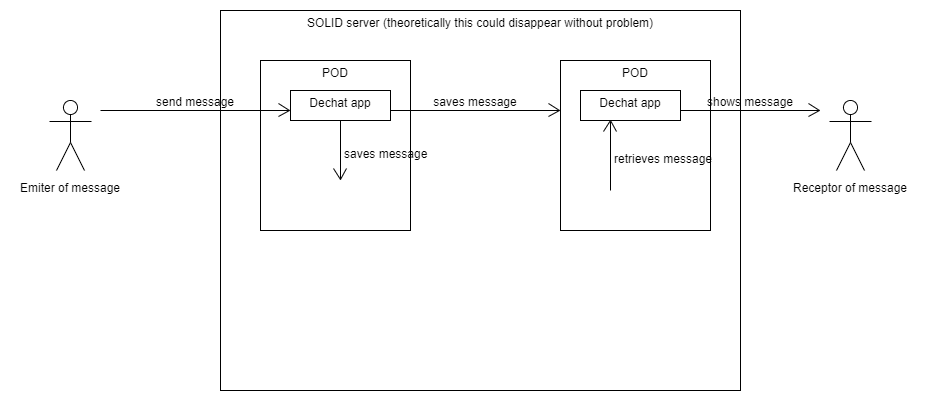 SOLID server (theoretically this could disappear without problem)
POD
POD
Dechat app
Dechat app
send message
saves message
shows message
saves message
retrieves message
Emiter of message
Receptor of message